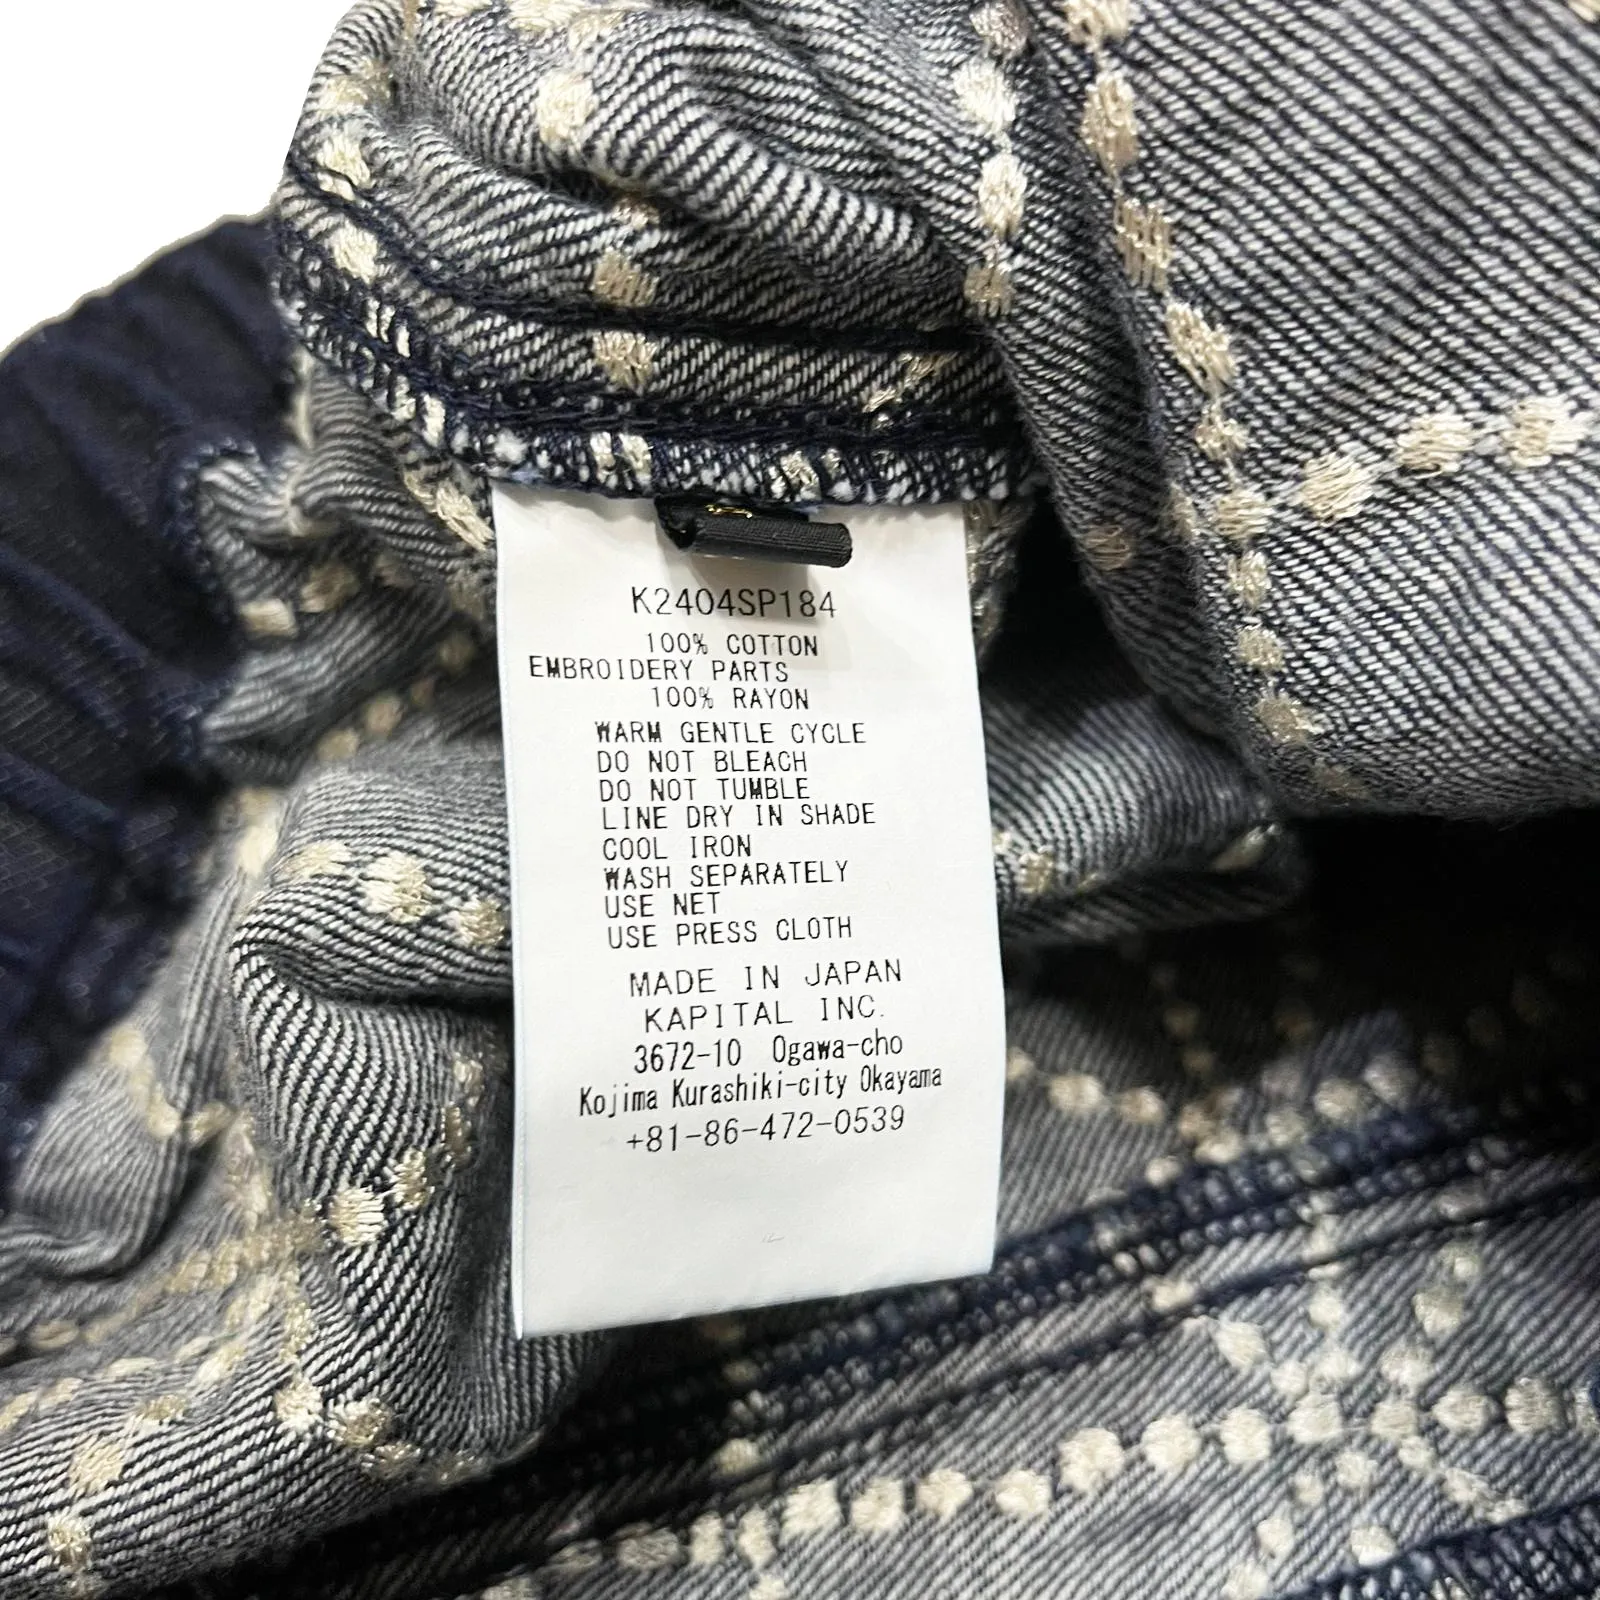 K2404SP184
100% COTTON
EMBROIDERY PARTS
100% RAYON
WARM GENTLE CYCLE
DO NOT BLEACH
DO NOT TUMBLE
LINE DRY IN SHADE
COOL IRON
WASH SEPARATELY
USE NET
USE PRESS CLOTH
MADE IN JAPAN
KAPITAL INC.
3672-10 Ogawa-cho
Kojima Kurashiki-city Okayama
+81-86-472-0539